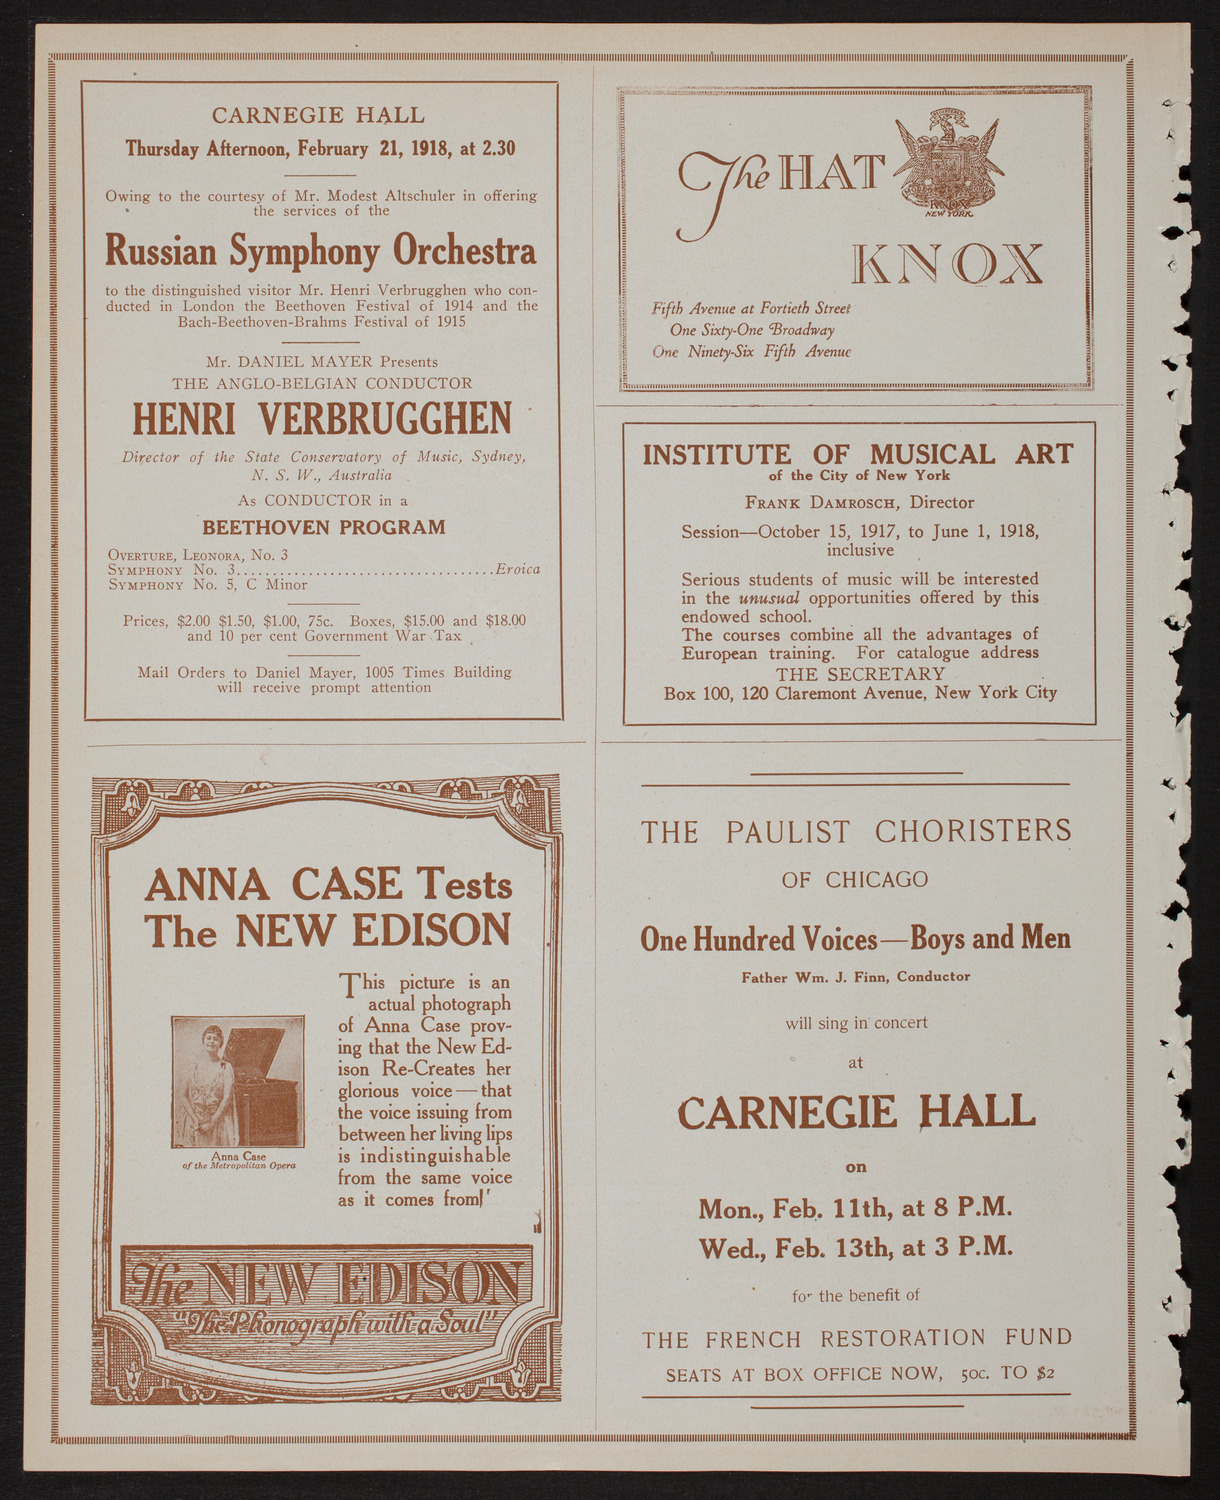 CARNEGIE HALL
Thursday Afternoon, February 21, 1918, at 2.30
Owing to the courtesy of Mr. Modest Altschuler in offering
the services of the
Russian Symphony Orchestra
to the distinguished visitor Mr. Henri Verbrugghen who con-
ducted in London the Beethoven Festival of 1914 and the
Bach-Beethoven-Brahms Festival of 1915
Mr. DANIEL MAYER Presents
THE ANGLO-BELGIAN CONDUCTOR
HENRI VERBRUGGHEN
Director of the State Conservatory of Music, Sydney,
N. S. W., Australia
As CONDUCTOR in a
BEETHOVEN PROGRAM
OVERTURE, LEONORA, No. 3
SYMPHONY No. 3....................................Eroica
SYMPHONY No. 5, C Minor
Prices, $2.00 $1.50, $1.00, 75c. Boxes, $15.00 and $18.00
and 10 per cent Government War Tax
Mail Orders to Daniel Mayer, 1005 Times Building
will receive prompt attention
The HAT
KNOX
NEW YORK.
KNOX
Fifth Avenue at Fortieth Street
One Sixty-One Broadway
One Ninety-Six Fifth Avenue
INSTITUTE OF MUSICAL ART
of the City of New York
FRANK DAMROSCH, Director
Session—October 15, 1917, to June 1, 1918,
inclusive
Serious students of music will be interested
in the unusual opportunities offered by this
endowed school.
The courses combine all the advantages of
European training. For catalogue address
THE SECRETARY
Box 100, 120 Claremont Avenue, New York City
ANNA CASE Tests
The NEW EDISON
This picture is an
actual photograph
of Anna Case prov-
ing that the New Ed-
ison Re-Creates her
glorious voice—that
the voice issuing from
between her living lips
is indistinguishable
from the same voice
as it comes from
Anna Case
of the Metropolitan Opera
The NEW EDISON
"The Phonograph with a Soul"
THE PAULIST CHORISTERS
OF CHICAGO
One Hundred Voices—Boys and Men
Father Wm. J. Finn, Conductor
will sing in concert
at
CARNEGIE HALL
on
Mon., Feb. 11th, at 8 P.M.
Wed., Feb. 13th, at 3 P.M.
for the benefit of
THE FRENCH RESTORATION FUND
SEATS AT BOX OFFICE NOW, 50C. TO $2